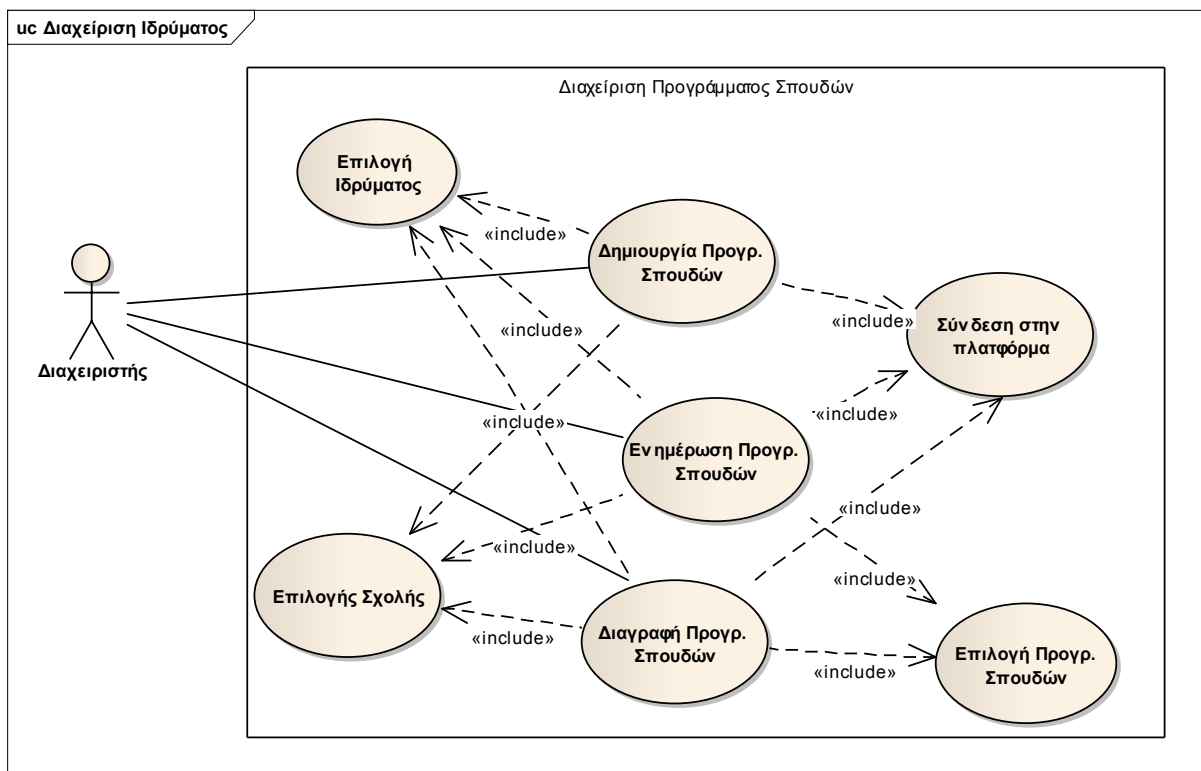 uc Διαχείριση Ιδρύματος
Διαχείριση Προγράμματος Σπουδών
Επιλογή
Ιδρύματος
«include»
Δημιουργία Προγρ.
Σπουδών
«include»
Σύνδεση στην
πλατφόρμα
Διαχειριστής
«include»
«include»
«include»
Ενημέρωση Προγρ.
Σπουδών
«include»
«include»
Επιλογής Σχολής
«include»
Διαγραφή Προγρ.
Σπουδών
«include»
«include»
Επιλογή Προγρ.
Σπουδών